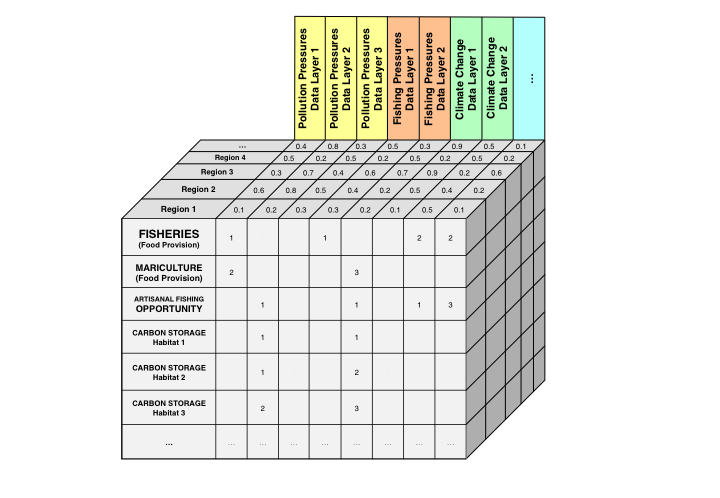 Pollution Pressures
Data Layer 1
Pollution Pressures
Data Layer 2
Pollution Pressures
Data Layer 3
Fishing Pressures
Data Layer 1
Fishing Pressures
Data Layer 2
Climate Change
Data Layer 1
Climate Change
Data Layer 2
...
... 0.4 0.8 0.3 0.5 0.3 0.9 0.5 0.1
Region 4 0.5 0.2 0.5 0.2 0.2 0.5 0.2 0.2
Region 3 0.3 0.7 0.4 0.6 0.7 0.9 0.2 0.6
Region 2 0.6 0.8 0.5 0.4 0.2 0.5 0.4 0.2
Region 1 0.1 0.2 0.3 0.3 0.2 0.1 0.5 0.1
FISHERIES 1 1 2 2
(Food Provision)
MARICULTURE 2 3
(Food Provision)
ARTISANAL FISHING
OPPORTUNITY 1 1 1 3
CARBON STORAGE 1 1
Habitat 1
CARBON STORAGE 1 2
Habitat 2
CARBON STORAGE 2 3
Habitat 3
... ... ... ... ... ... ... ... ...